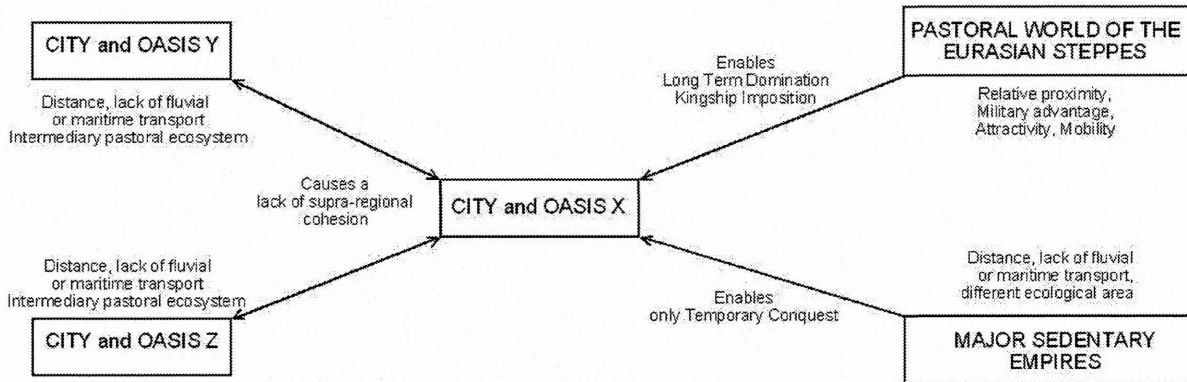 CITY and OASIS Y
Distance, lack of fluvial
or maritime transport
Intermediary pastoral ecosystem
Causes a
lack of supra-regional
cohesion
Distance, lack of fluvial
or maritime transport
Intermediary pastoral ecosystem
CITY and OASIS Z
CITY and OASIS X
Enables
Long Term Domination
Kingship Imposition
PASTORAL WORLD OF THE
EURASIAN STEPPES
Relative proximity,
Military advantage,
Attractivity, Mobility
Enables
only Temporary Conquest
Distance, lack of fluvial
or maritime transport,
different ecological area
MAJOR SEDENTARY
EMPIRES